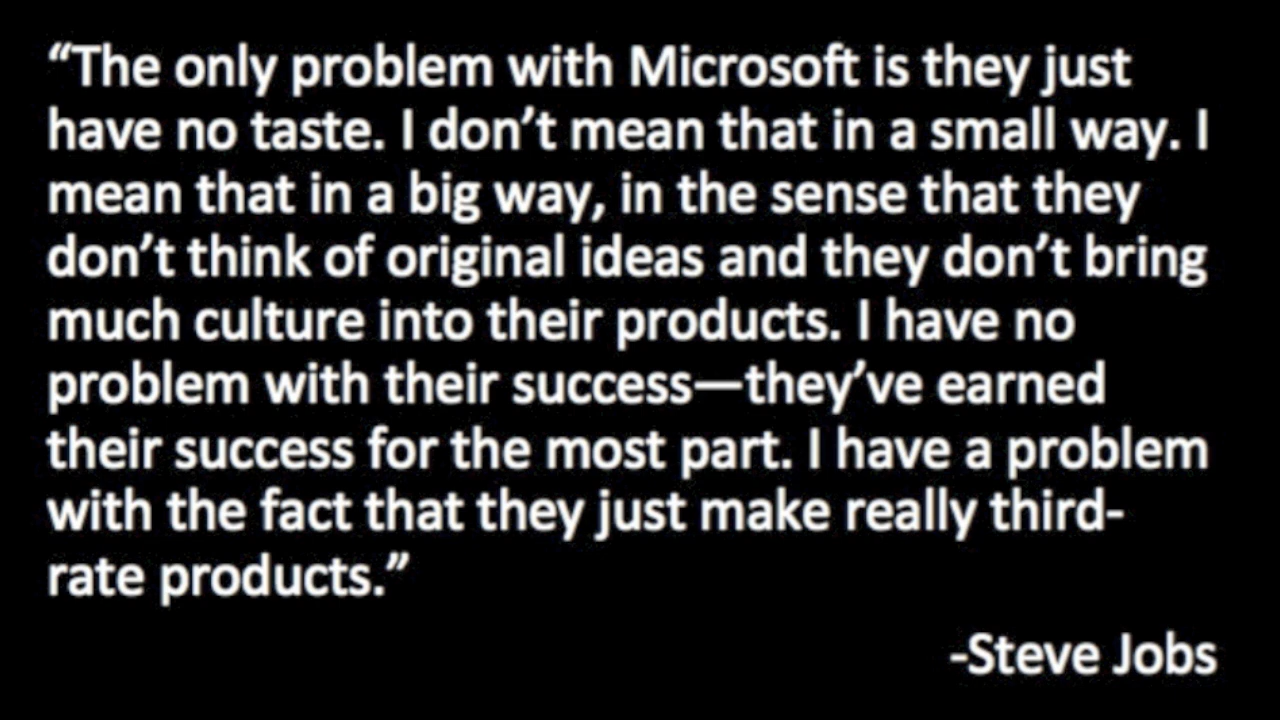 “The only problem with Microsoft is they just
have no taste. I don’t mean that in a small way. I
mean that in a big way, in the sense that they
don’t think of original ideas and they don’t bring
much culture into their products. I have no
problem with their success—they’ve earned
their success for the most part. I have a problem
with the fact that they just make really third-
rate products.”
-Steve Jobs